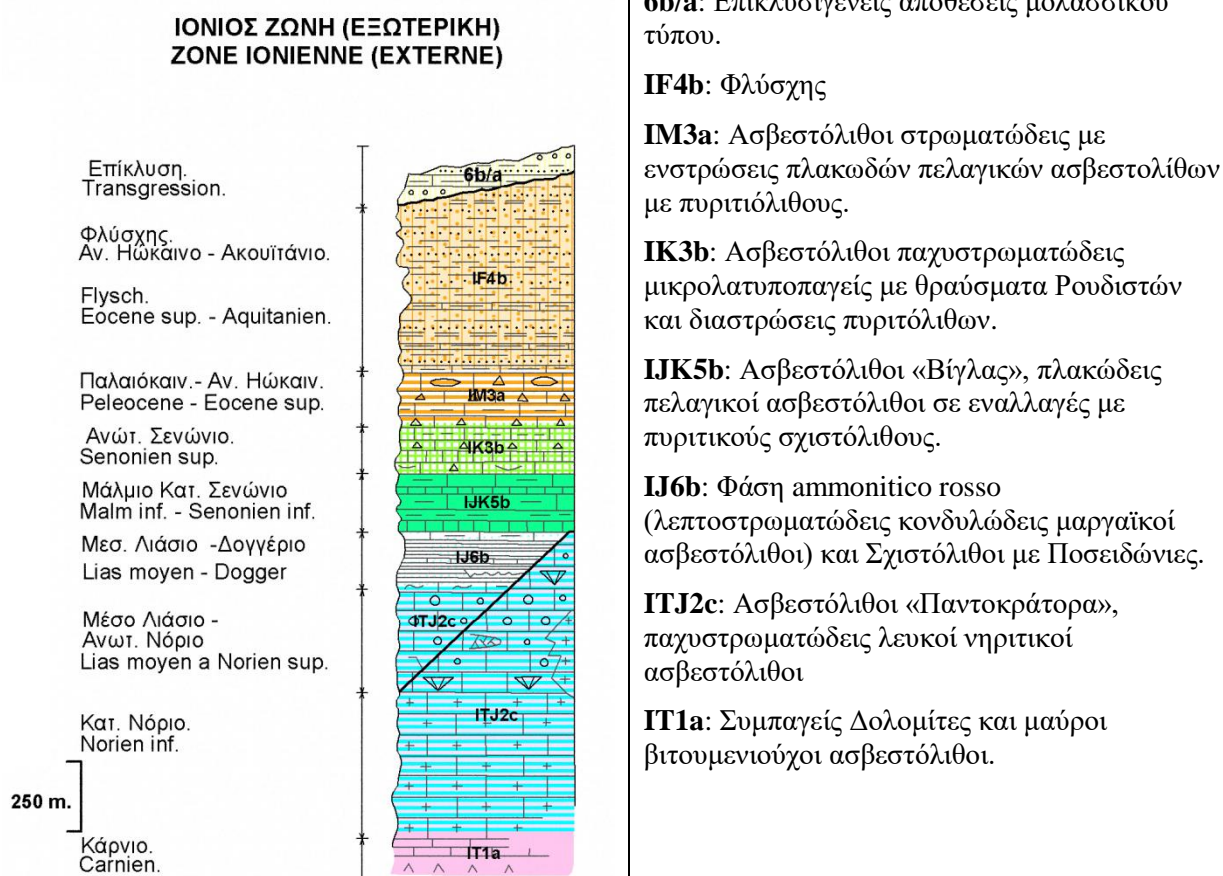 ΙΟΝΙΟΣ ΖΩΝΗ (ΕΞΩΤΕΡΙΚΗ)
ZONE IONIENNE (EXTERNE)
Επίκλυση.
Transgression.
Φλύσχης.
Αν. Ηώκαινο - Ακουϊτάνιο.
Flysch.
Eocene sup. - Aquitanien.
Παλαιόκαιν.- Αν. Ηώκαιν.
Peleocene - Eocene sup.
Ανώτ. Σενώνιο.
Senonien sup.
Μάλμιο Κατ. Σενώνιο
Malm inf. - Senonien inf.
Μεσ. Λιάσιο -Δογγέριο
Lias moyen - Dogger
Μέσο Λιάσιο -
Ανωτ. Νόριο
Lias moyen a Norien sup.
Κατ. Νόριο.
Norien inf.
250 m.
Κάρνιο.
Carnien.
6b/a
IF4b
IM3a
IK3b
IJK5b
IJ6b
ITJ2c
ITJ2c
IT1a
6b/a: Επικλυσιγενείς αποθέσεις μολασσικού
τύπου.
IF4b: Φλύσχης
IM3a: Ασβεστόλιθοι στρωματώδεις με
ενστρώσεις πλακωδών πελαγικών ασβεστολίθων
με πυριτιόλιθους.
IK3b: Ασβεστόλιθοι παχυστρωματώδεις
μικρολατυποπαγείς με θραύσματα Ρουδιστών
και διαστρώσεις πυριτόλιθων.
IJK5b: Ασβεστόλιθοι «Βίγλας», πλακώδεις
πελαγικοί ασβεστόλιθοι σε εναλλαγές με
πυριτικούς σχιστόλιθους.
IJ6b: Φάση ammonitico rosso
(λεπτοστρωματώδεις κονδυλώδεις μαργαϊκοί
ασβεστόλιθοι) και Σχιστόλιθοι με Ποσειδώνιες.
ITJ2c: Ασβεστόλιθοι «Παντοκράτορα»,
παχυστρωματώδεις λευκοί νηριτικοί
ασβεστόλιθοι
IT1a: Συμπαγείς Δολομίτες και μαύροι
βιτουμενιούχοι ασβεστόλιθοι.